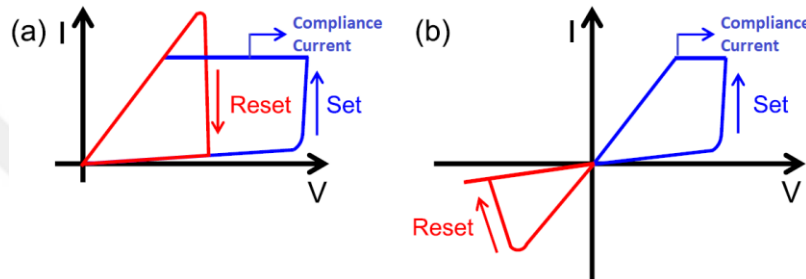 (a)
I
Compliance
Current
Reset
Set
V
(b)
I
Compliance
Current
Set
V
Reset